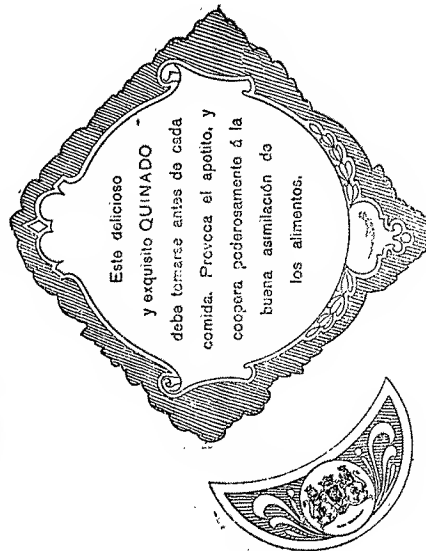 Este delicioso
y exquisito QUINADO
debe tomarse antes de cada
comida. Provoca el apetito, y
coopera poderosamente á la
buena asimilación de
los alimentos.